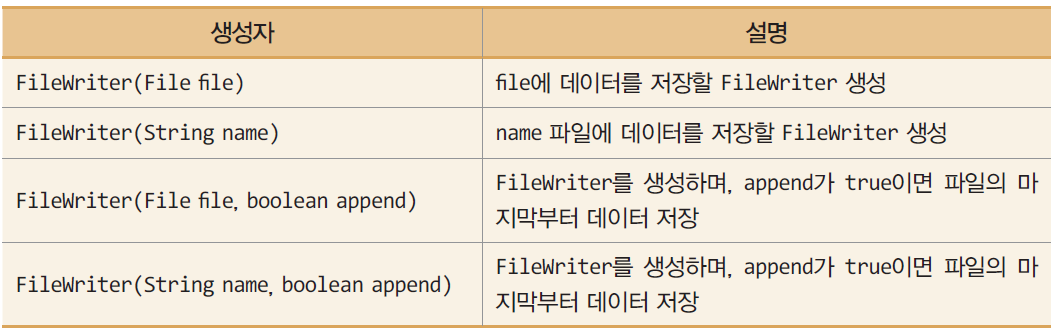 생성자 설명
FileWriter(File file) file에 데이터를 저장할 FileWriter 생성
FileWriter(String name) name 파일에 데이터를 저장할 FileWriter 생성
FileWriter(File file, boolean append) FileWriter를 생성하며, append가 true이면 파일의 마
지막부터 데이터 저장
FileWriter(String name, boolean append) FileWriter를 생성하며, append가 true이면 파일의 마
지막부터 데이터 저장